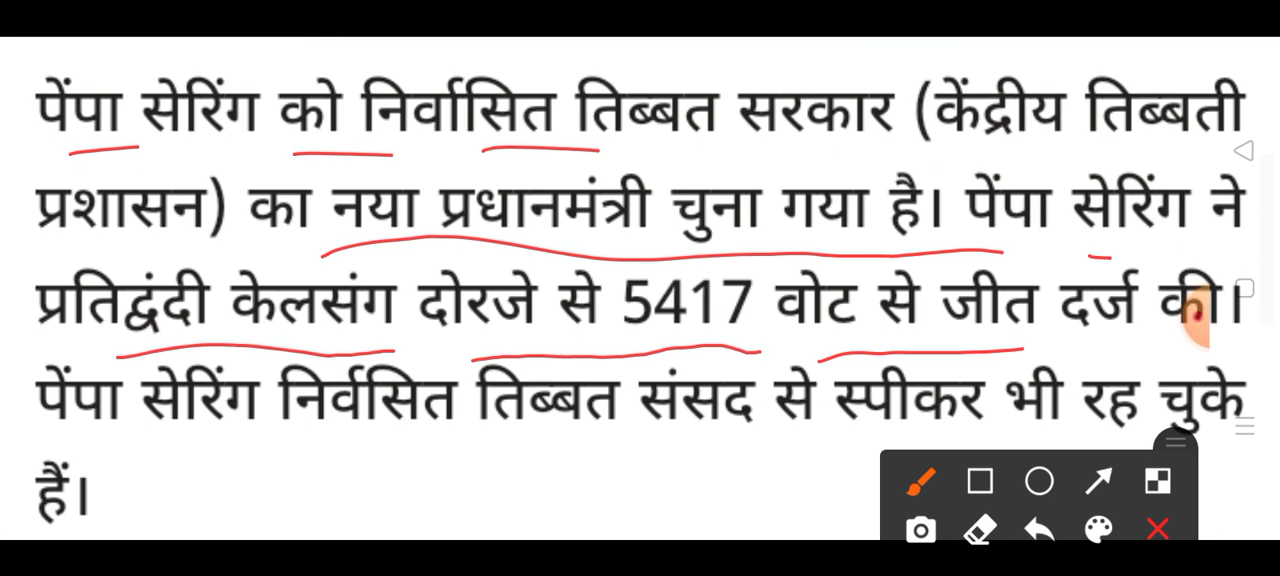 पेंपा सेरिंग को निर्वासित तिब्बत सरकार (केंद्रीय तिब्बती
प्रशासन) का नया प्रधानमंत्री चुना गया है। पेंपा सेरिंग ने
प्रतिद्वंदी केलसंग दोरजे से 5417 वोट से जीत दर्ज की।
पेंपा सेरिंग निर्वसित तिब्बत संसद से स्पीकर भी रह चुके
हैं।